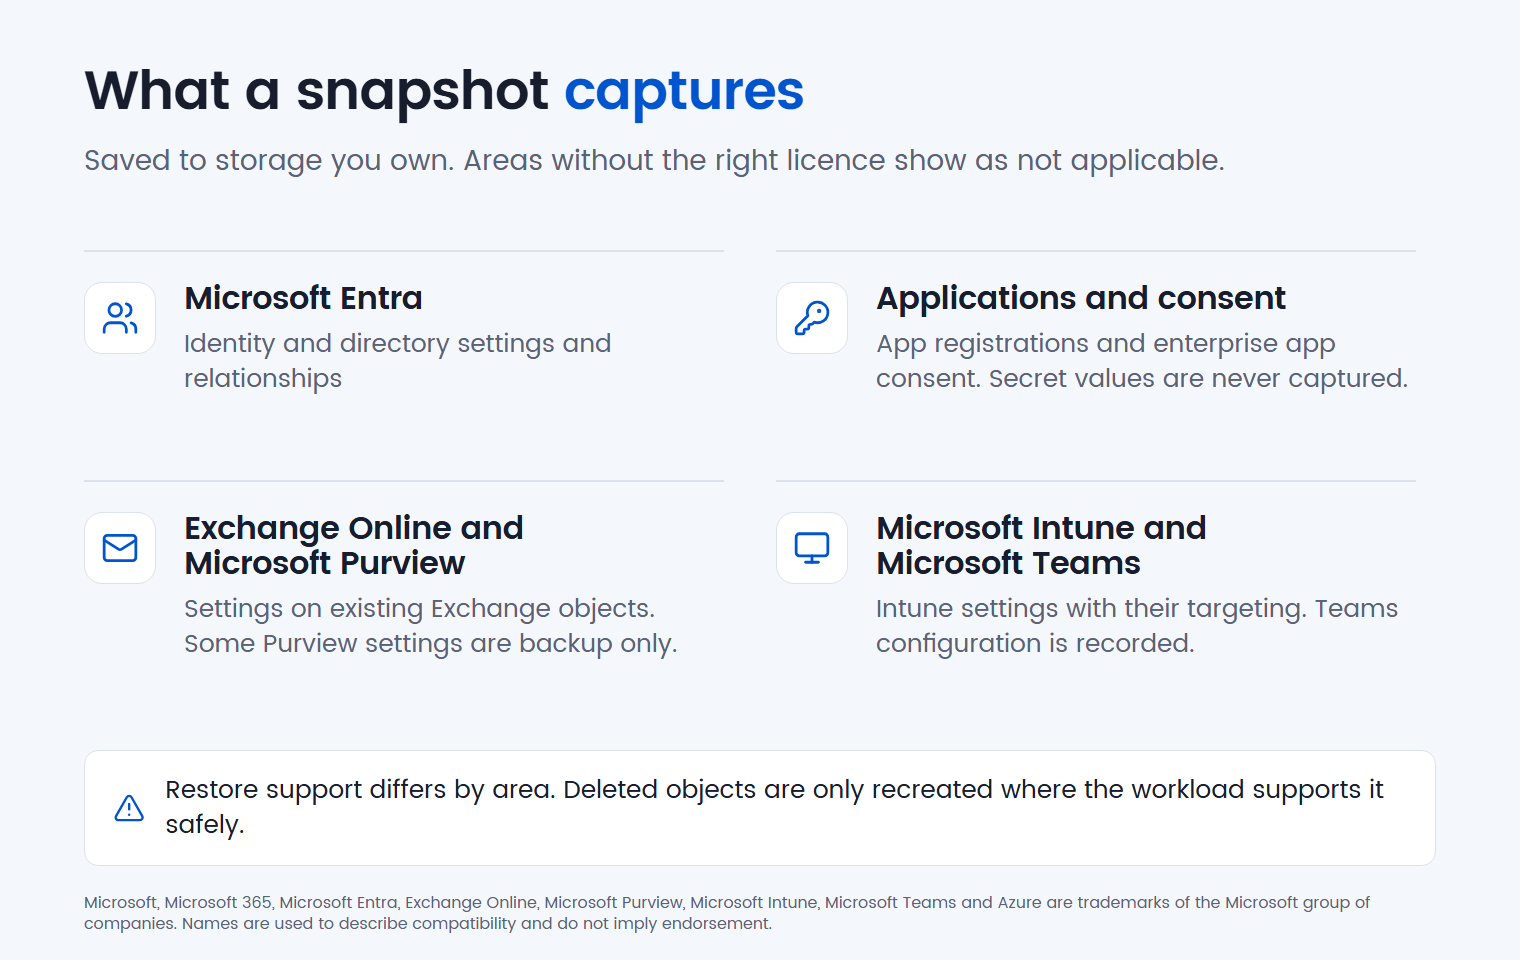 What a snapshot captures
Saved to storage you own. Areas without the right licence show as not applicable.
Microsoft Entra
Identity and directory settings and
relationships
Applications and consent
App registrations and enterprise app
consent. Secret values are never captured.
Exchange Online and
Microsoft Purview
Settings on existing Exchange objects.
Some Purview settings are backup only.
Microsoft Intune and
Microsoft Teams
Intune settings with their targeting. Teams
configuration is recorded.
Restore support differs by area. Deleted objects are only recreated where the workload supports it
safely.
Microsoft, Microsoft 365, Microsoft Entra, Exchange Online, Microsoft Purview, Microsoft Intune, Microsoft Teams and Azure are trademarks of the Microsoft group of
companies. Names are used to describe compatibility and do not imply endorsement.